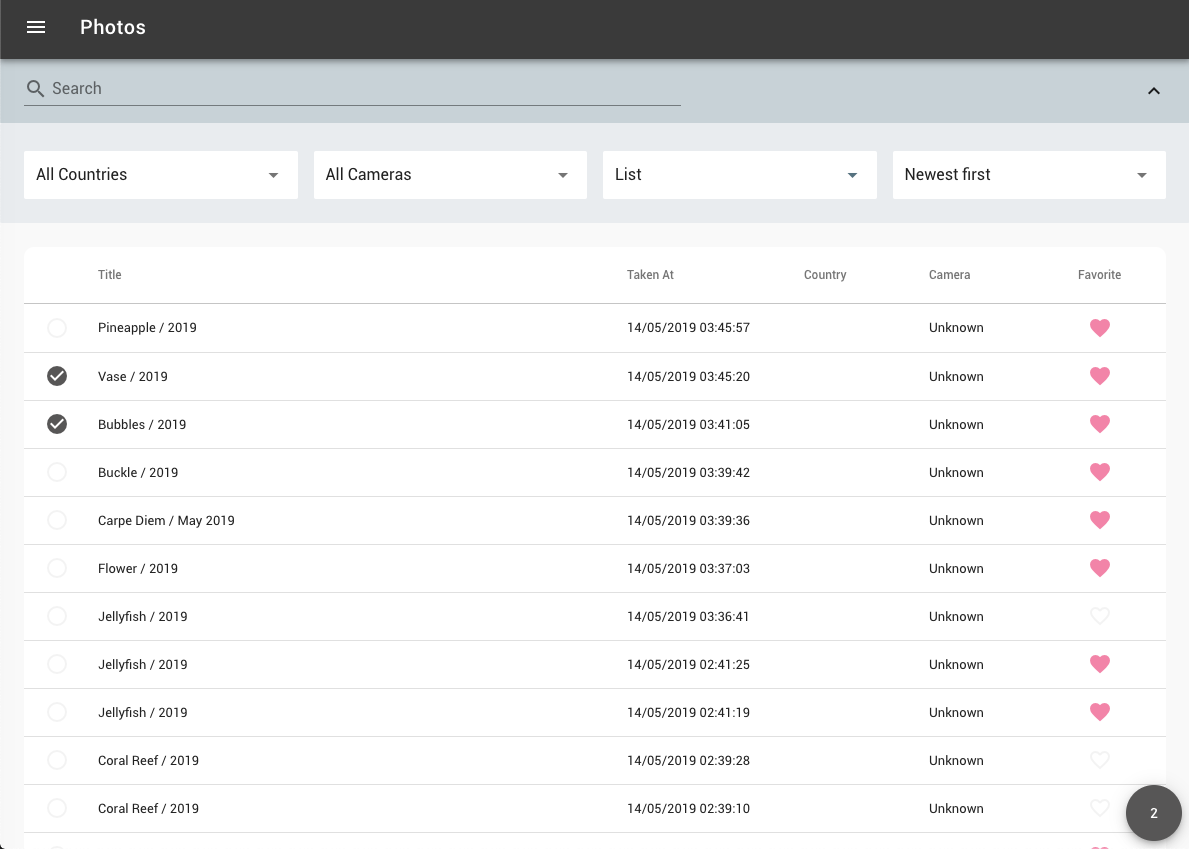 Photos
Search
All Countries All Cameras List Newest first
Title Taken At Country Camera Favorite
Pineapple / 2019 14/05/2019 03:45:57 Unknown
Vase / 2019 14/05/2019 03:45:20 Unknown
Bubbles / 2019 14/05/2019 03:41:05 Unknown
Buckle / 2019 14/05/2019 03:39:42 Unknown
Carpe Diem / May 2019 14/05/2019 03:39:36 Unknown
Flower / 2019 14/05/2019 03:37:03 Unknown
Jellyfish / 2019 14/05/2019 03:36:41 Unknown
Jellyfish / 2019 14/05/2019 02:41:25 Unknown
Jellyfish / 2019 14/05/2019 02:41:19 Unknown
Coral Reef / 2019 14/05/2019 02:39:28 Unknown
Coral Reef / 2019 14/05/2019 02:39:10 Unknown
2